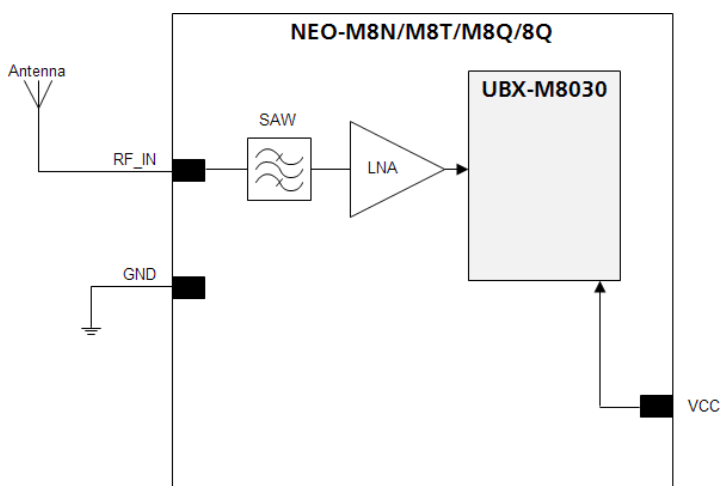 NEO-M8N/M8T/M8Q/8Q
Antenna
UBX-M8030
SAW
RF_IN
LNA
GND
VCC